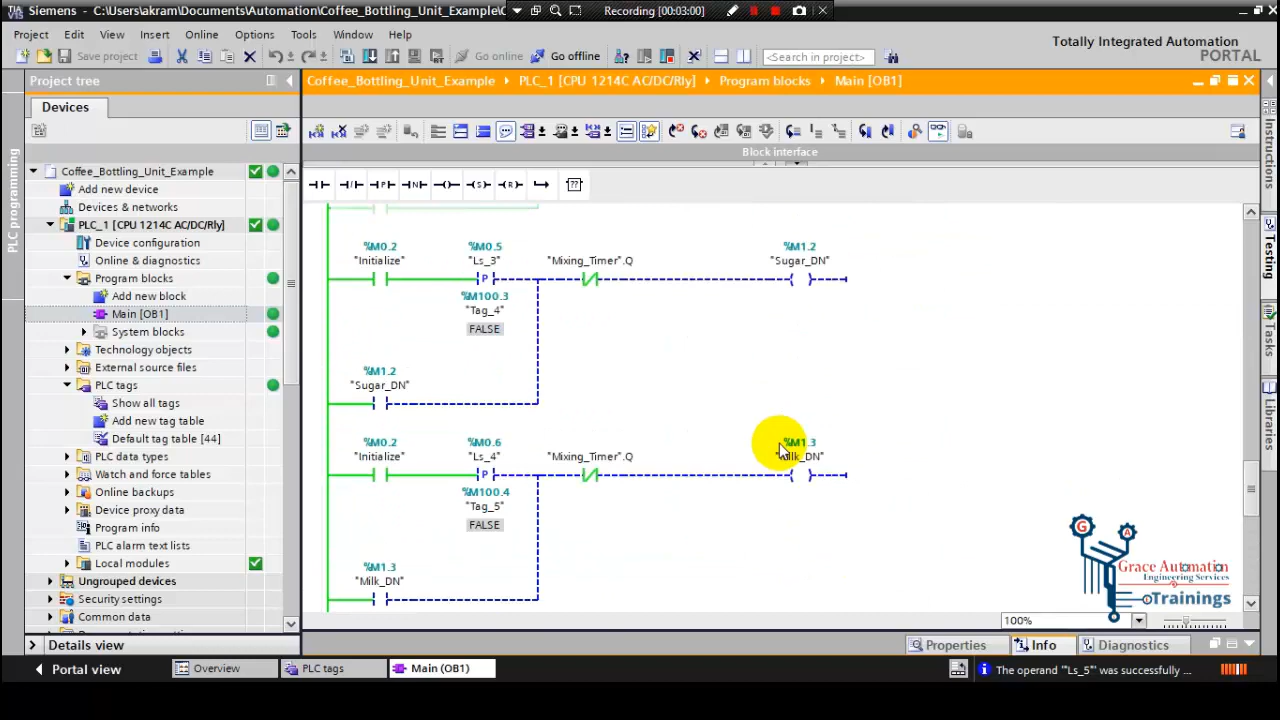 Siemens - C:\Users\akram\Documents\Automation\Coffee_Bottling_Unit_Example\C
Recording [00:03:00]
Project Edit View Insert Online Options Tools Window Help
Totally Integrated Automation
PORTAL
Save project
Go online
Go offline
<Search in project>
Project tree
Coffee_Bottling_Unit_Example
PLC_1 [CPU 1214C AC/DC/Rly]
Program blocks
Main [OB1]
Devices
PLC programming
Block interface
Coffee_Bottling_Unit_Example
Add new device
Devices & networks
PLC_1 [CPU 1214C AC/DC/Rly]
Device configuration
Online & diagnostics
Program blocks
Add new block
Main [OB1]
System blocks
Technology objects
External source files
PLC tags
Show all tags
Add new tag table
Default tag table [44]
PLC data types
Watch and force tables
Online backups
Device proxy data
Program info
PLC alarm text lists
Local modules
Ungrouped devices
Security settings
Common data
Details view
%M0.2 %M0.5 %M1.2
"Initialize" "Ls_3" "Mixing_Timer".Q "Sugar_DN"
P
%M100.3
"Tag_4"
FALSE
%M1.2
"Sugar_DN"
%M0.2 %M0.6 %M1.3
"Initialize" "Ls_4" "Mixing_Timer".Q "Milk_DN"
P
%M100.4
"Tag_5"
FALSE
%M1.3
"Milk_DN"
Instructions
Testing
Tasks
Libraries
G A
Grace Automation
Engineering Services
eTrainings
100%
Properties
Info
Diagnostics
Portal view
Overview
PLC tags
Main (OB1)
The operand '"Ls_5"' was successfully ...